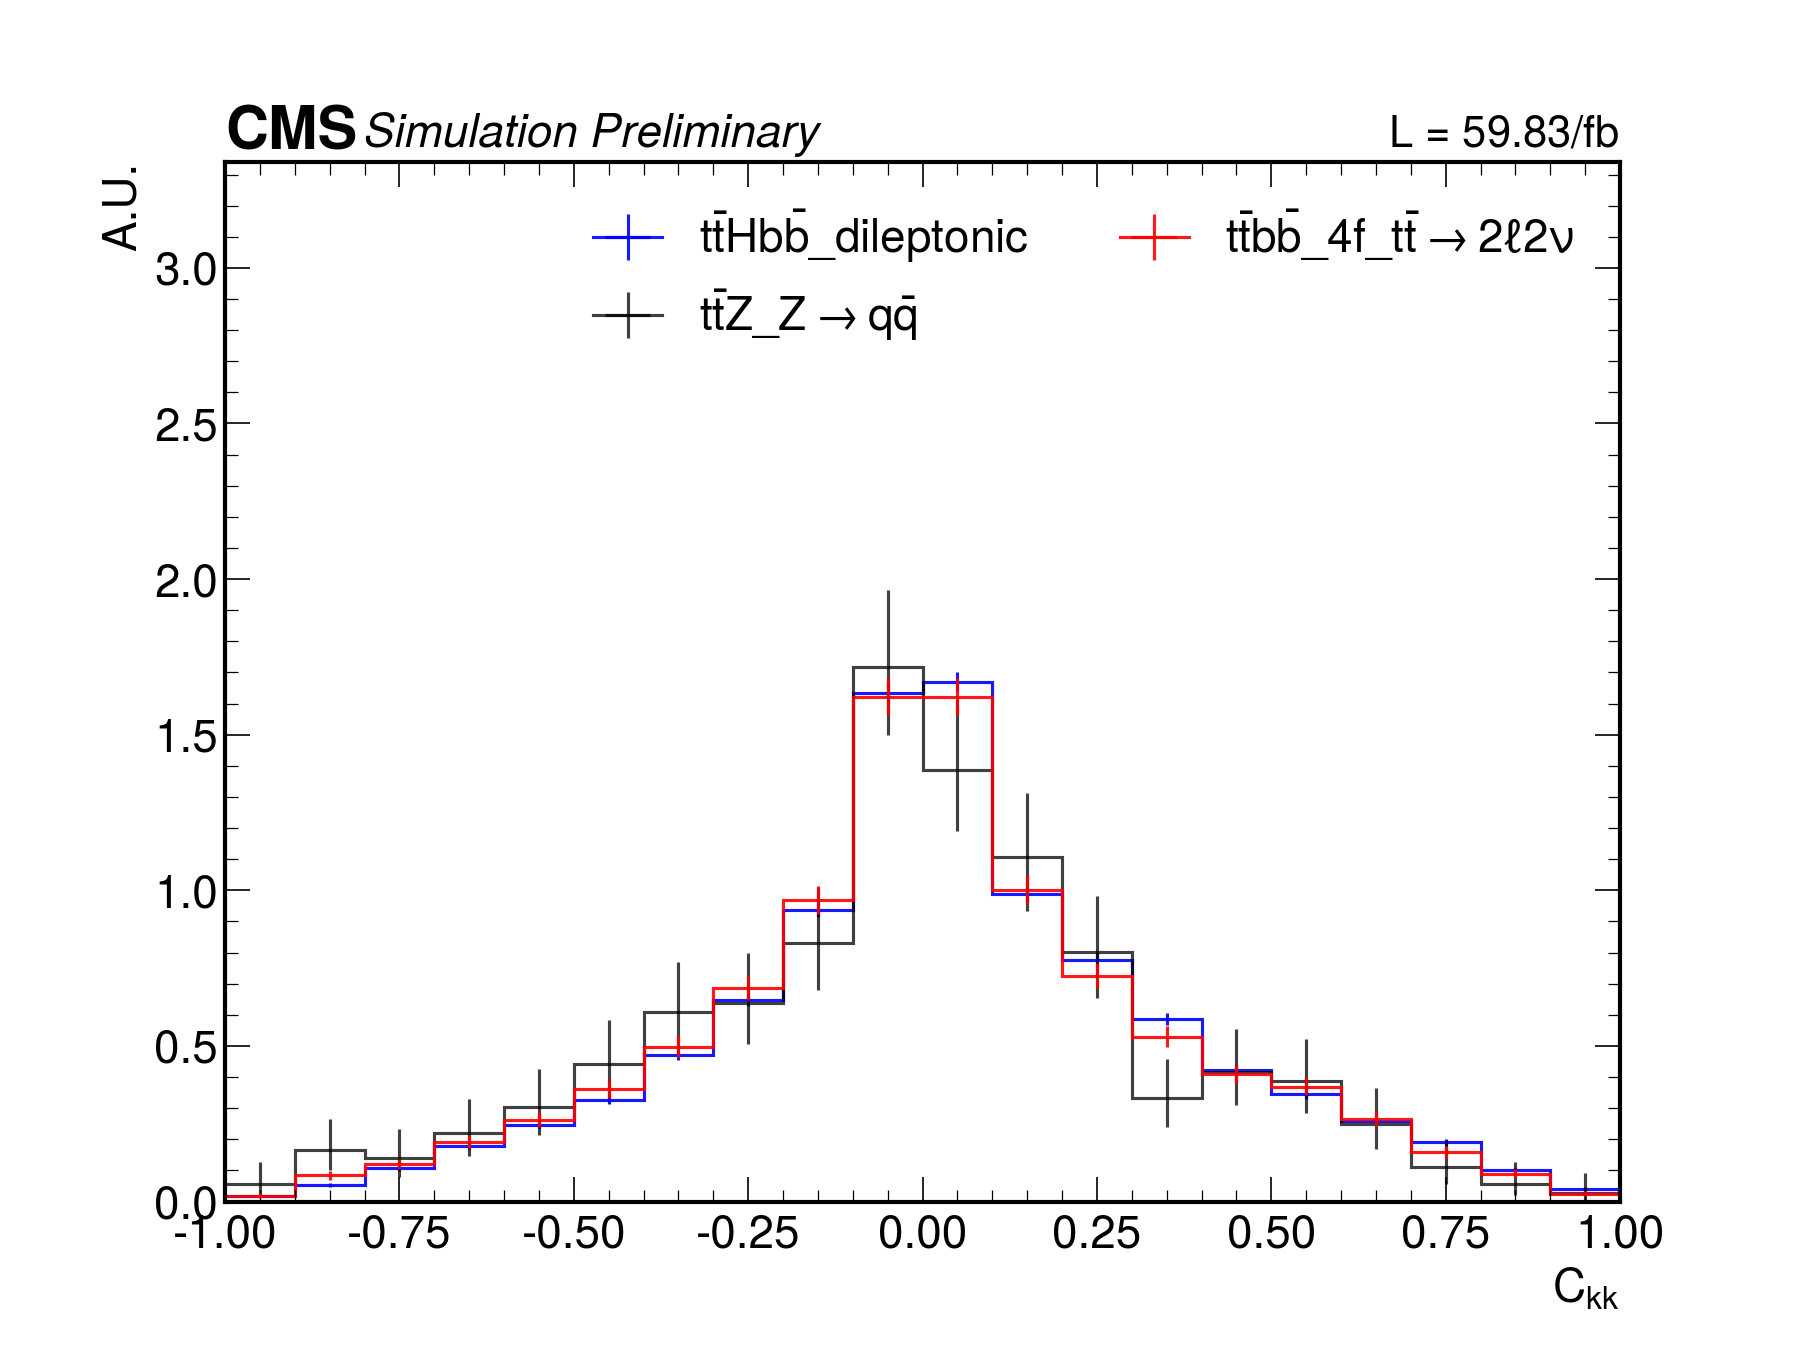 CMS Simulation Preliminary L = 59.83/fb
A.U.
tt̄Hbb̄_dileptonic tt̄bb̄_4f_tt̄ → 2ℓ2ν
tt̄Z_Z → qq̄
3.0
2.5
2.0
1.5
1.0
0.5
0.0
-1.00 -0.75 -0.50 -0.25 0.00 0.25 0.50 0.75 1.00
C_kk